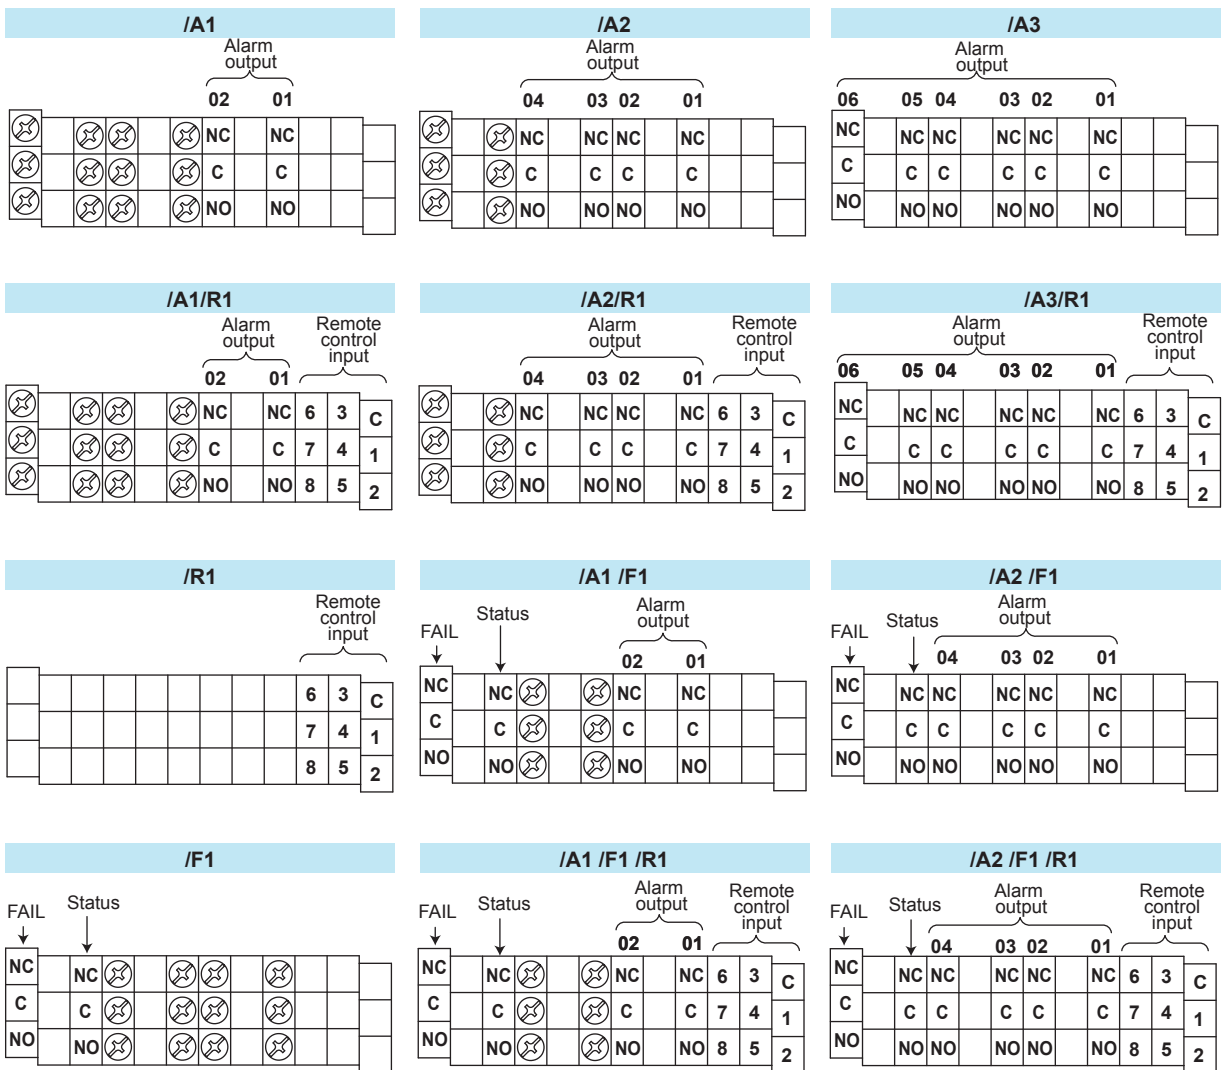 /A1 /A2 /A3
Alarm output Alarm output Alarm output
02 01 04 03 02 01 06 05 04 03 02 01
NC NC NC NC NC NC NC NC NC NC NC NC
C C C C C C C C C C C C
NO NO NO NO NO NO NO NO NO NO NO NO
/A1/R1 /A2/R1 /A3/R1
Alarm output Remote control input Alarm output Remote control input Alarm output Remote control input
02 01 04 03 02 01 06 05 04 03 02 01
NC NC 6 3 C NC NC NC NC 6 3 C NC NC NC NC NC NC 6 3 C
C C 7 4 1 C C C C 7 4 1 C C C C C C 7 4 1
NO NO 8 5 2 NO NO NO NO 8 5 2 NO NO NO NO NO NO 8 5 2
/R1 /A1 /F1 /A2 /F1
Remote control input FAIL Status Alarm output FAIL Status Alarm output
02 01 04 03 02 01
6 3 C NC NC NC NC NC NC NC NC NC NC
7 4 1 C C C C C C C C C C
8 5 2 NO NO NO NO NO NO NO NO NO NO
/F1 /A1 /F1 /R1 /A2 /F1 /R1
FAIL Status FAIL Status Alarm output Remote control input FAIL Status Alarm output Remote control input
02 01 04 03 02 01
NC NC NC NC NC NC 6 3 C NC NC NC NC NC NC 6 3 C
C C C C C C 7 4 1 C C C C C C 7 4 1
NO NO NO NO NO NO 8 5 2 NO NO NO NO NO NO 8 5 2